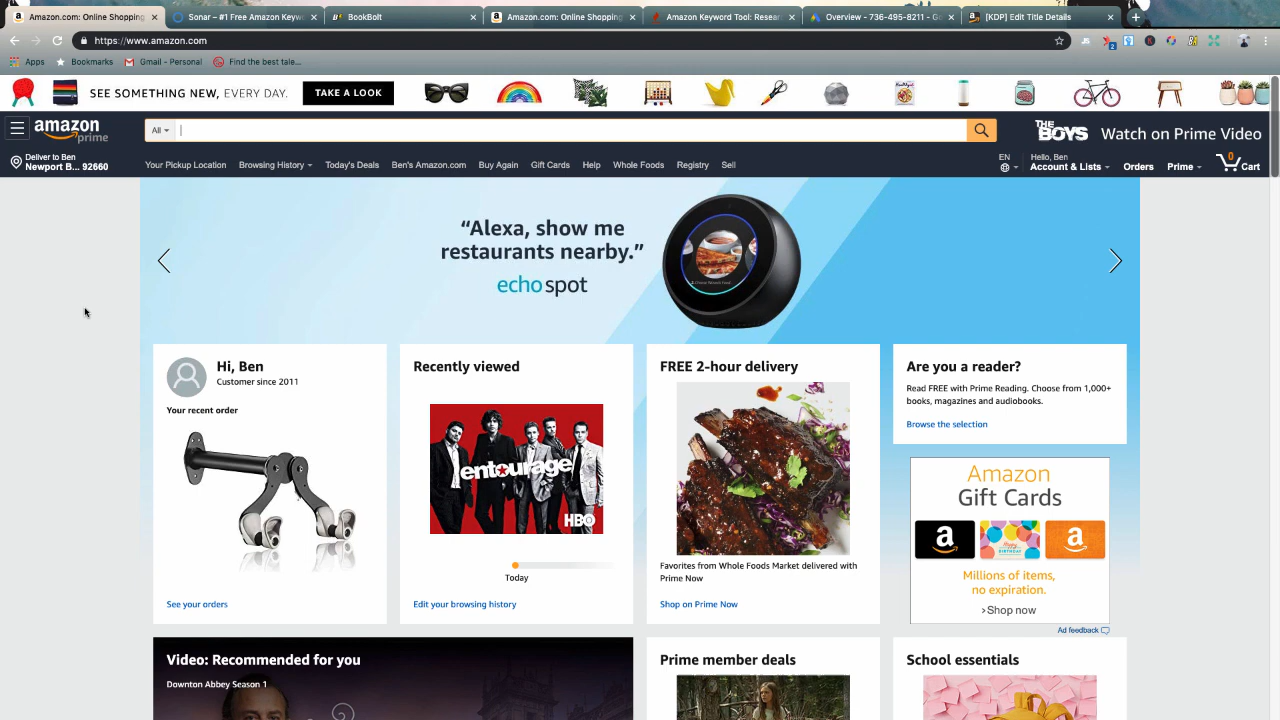 Amazon.com: Online Shopping
Sonar – #1 Free Amazon Keyw
BookBolt
Amazon.com: Online Shopping
Amazon Keyword Tool: Resear
Overview - 736-495-8211 - Go
[KDP] Edit Title Details
https://www.amazon.com
2
Apps
Bookmarks
Gmail - Personal
Find the best tale...
SEE SOMETHING NEW, EVERY DAY.
TAKE A LOOK
amazon
prime
All
THE BOYS
Watch on Prime Video
Deliver to Ben
Newport B... 92660
Your Pickup Location
Browsing History
Today's Deals
Ben's Amazon.com
Buy Again
Gift Cards
Help
Whole Foods
Registry
Sell
EN
Hello, Ben
Account & Lists
Orders
Prime
0
Cart
“Alexa, show me
restaurants nearby.”
echo spot
Hi, Ben
Customer since 2011
Your recent order
See your orders
Recently viewed
entourage
HBO
Today
Edit your browsing history
FREE 2-hour delivery
Favorites from Whole Foods Market delivered with
Prime Now
Shop on Prime Now
Are you a reader?
Read FREE with Prime Reading. Choose from 1,000+
books, magazines and audiobooks.
Browse the selection
Amazon
Gift Cards
Millions of items,
no expiration.
›Shop now
Ad feedback
Video: Recommended for you
Downton Abbey Season 1
Prime member deals
School essentials